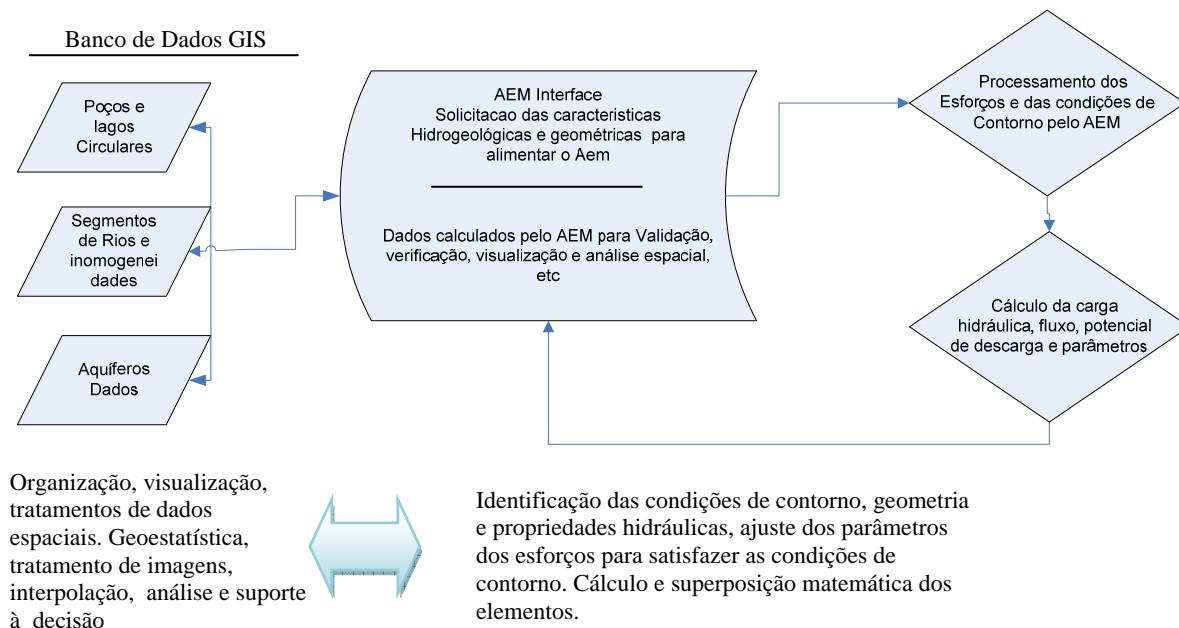 Banco de Dados GIS
Poços e
lagos
Circulares
Segmentos
de Rios e
inomogenei
dades
Aquíferos
Dados
AEM Interface
Solicitacao das caracteristicas
Hidrogeológicas e geométricas para
alimentar o Aem
Dados calculados pelo AEM para Validação,
verificação, visualização e análise espacial,
etc
Processamento dos
Esforços e das condições de
Contorno pelo AEM
Cálculo da carga
hidráulica, fluxo, potencial
de descarga e parâmetros
Organização, visualização,
tratamentos de dados
espaciais. Geoestatística,
tratamento de imagens,
interpolação, análise e suporte
à decisão
Identificação das condições de contorno, geometria
e propriedades hidráulicas, ajuste dos parâmetros
dos esforços para satisfazer as condições de
contorno. Cálculo e superposição matemática dos
elementos.